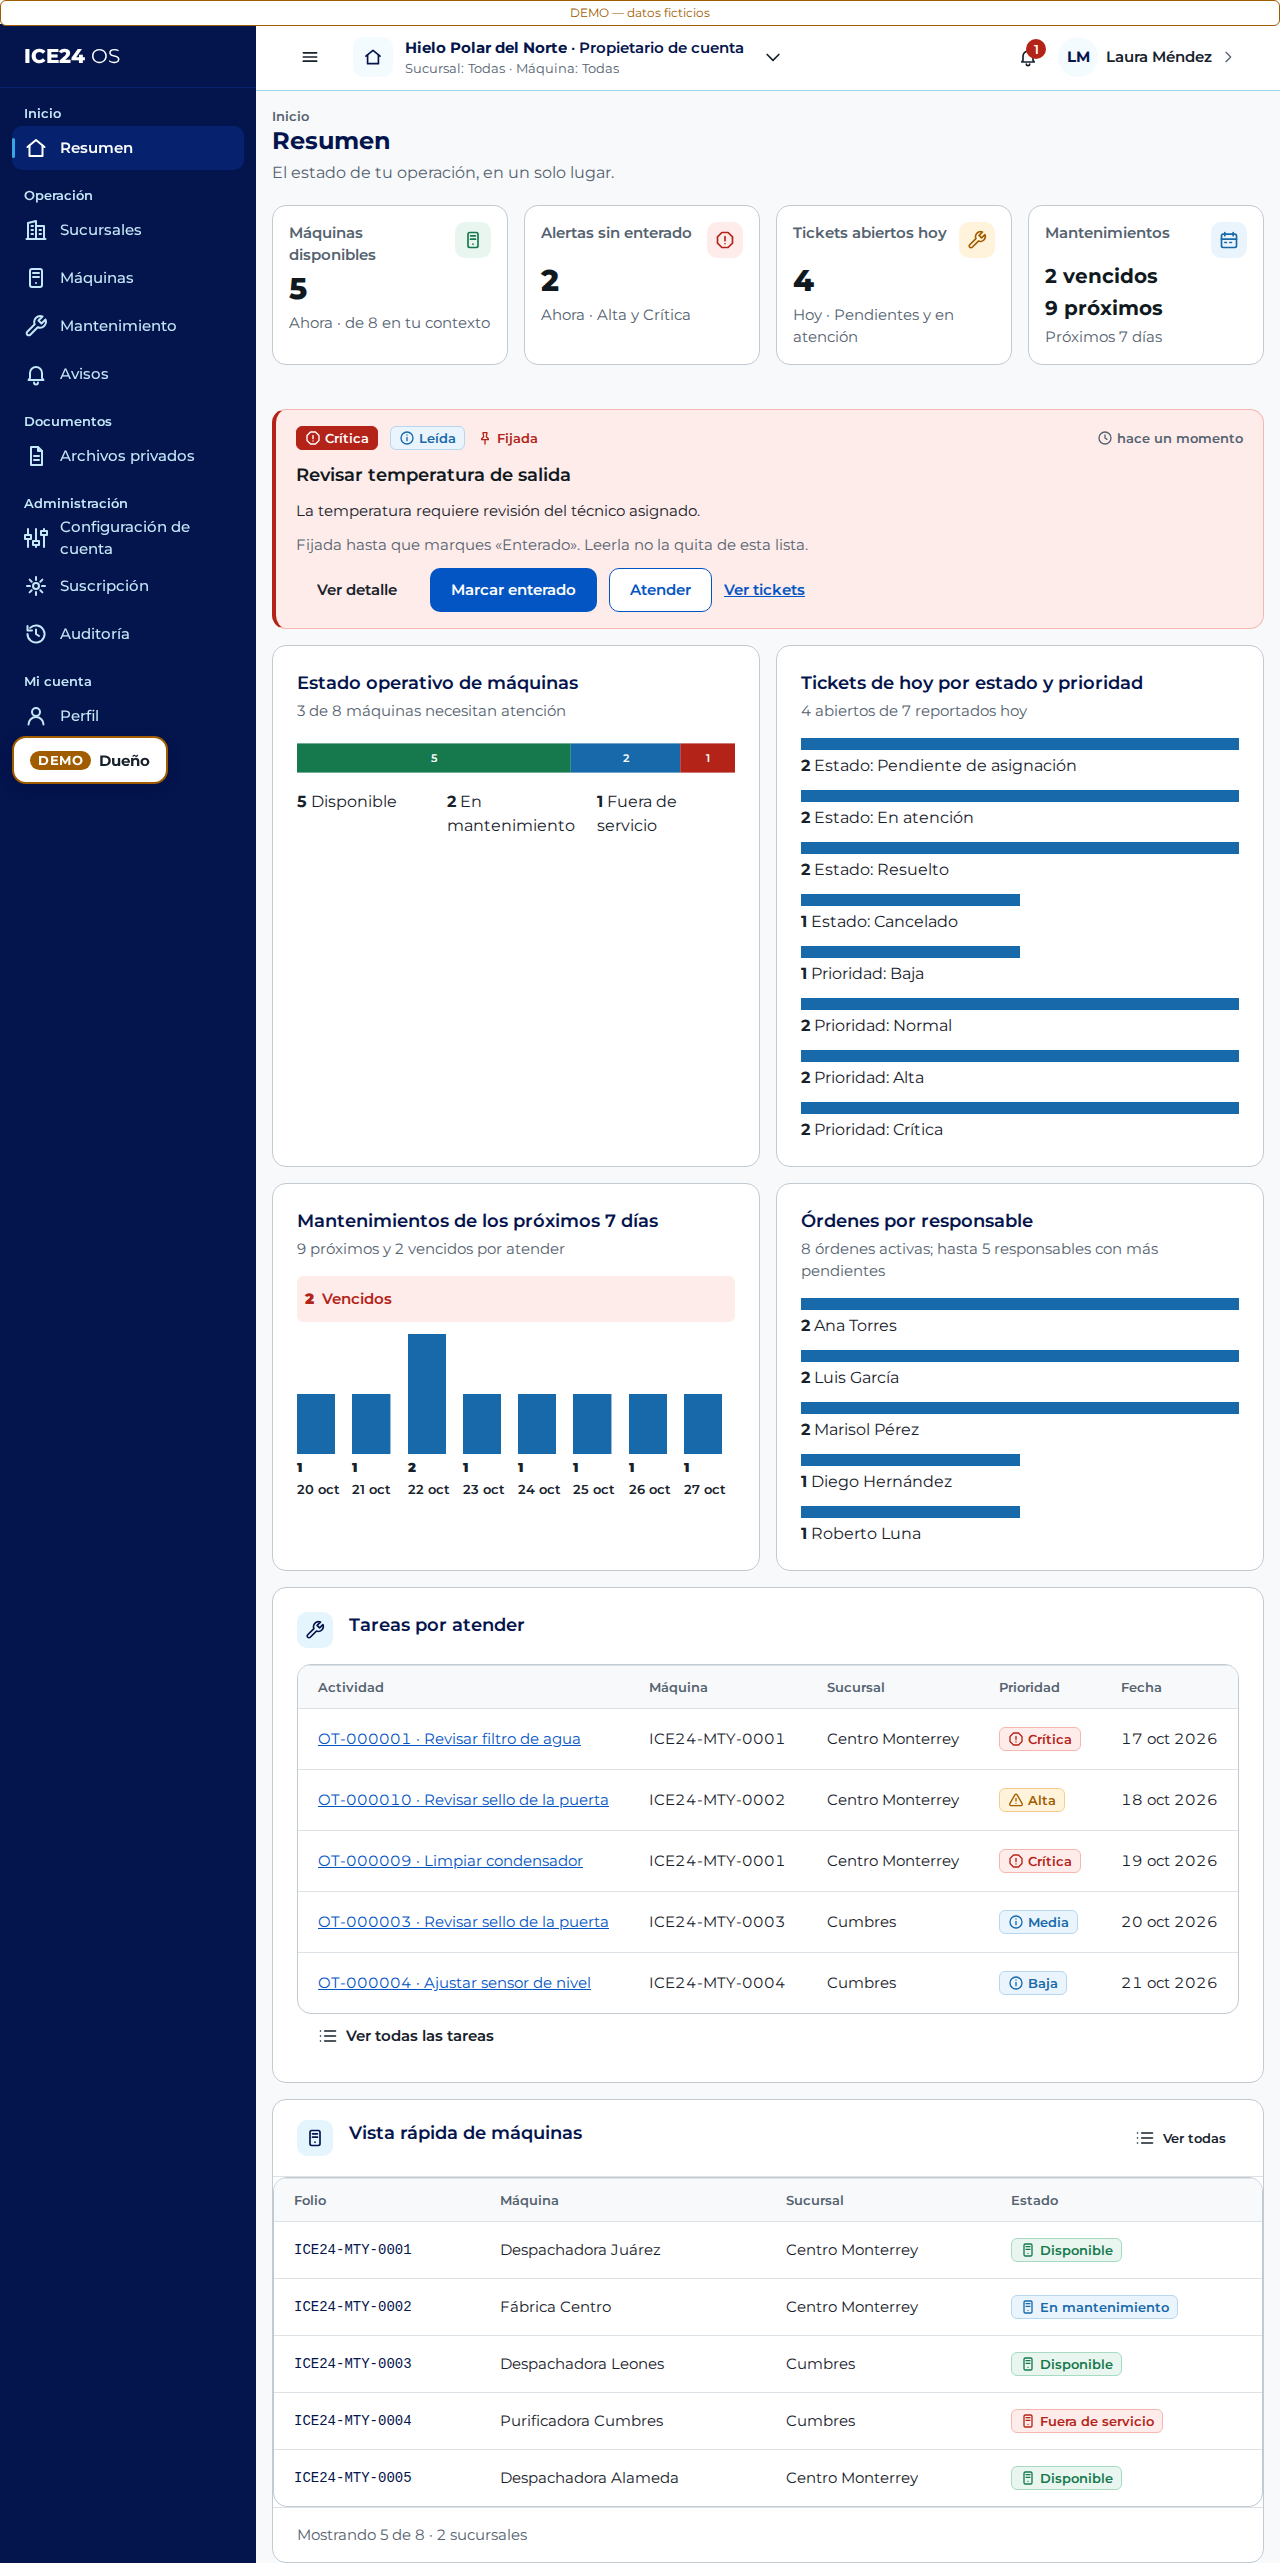 DEMO — datos ficticios
ICE24 OS
Inicio
Resumen
Operación
Sucursales
Máquinas
Mantenimiento
Avisos
Documentos
Archivos privados
Administración
Configuración de
cuenta
Suscripción
Auditoría
Mi cuenta
Perfil
DEMO Dueño
Hielo Polar del Norte · Propietario de cuenta
Sucursal: Todas · Máquina: Todas
1
LM Laura Méndez
Inicio
Resumen
El estado de tu operación, en un solo lugar.
Máquinas
disponibles
5
Ahora · de 8 en tu contexto
Alertas sin enterado
2
Ahora · Alta y Crítica
Tickets abiertos hoy
4
Hoy · Pendientes y en
atención
Mantenimientos
2 vencidos
9 próximos
Próximos 7 días
Crítica Leída Fijada hace un momento
Revisar temperatura de salida
La temperatura requiere revisión del técnico asignado.
Fijada hasta que marques «Enterado». Leerla no la quita de esta lista.
Ver detalle Marcar enterado Atender Ver tickets
Estado operativo de máquinas
3 de 8 máquinas necesitan atención
5 2 1
5 Disponible
2 En
mantenimiento
1 Fuera de
servicio
Tickets de hoy por estado y prioridad
4 abiertos de 7 reportados hoy
2 Estado: Pendiente de asignación
2 Estado: En atención
2 Estado: Resuelto
1 Estado: Cancelado
1 Prioridad: Baja
2 Prioridad: Normal
2 Prioridad: Alta
2 Prioridad: Crítica
Mantenimientos de los próximos 7 días
9 próximos y 2 vencidos por atender
2 Vencidos
1 1 2 1 1 1 1 1
20 oct 21 oct 22 oct 23 oct 24 oct 25 oct 26 oct 27 oct
Órdenes por responsable
8 órdenes activas; hasta 5 responsables con más
pendientes
2 Ana Torres
2 Luis García
2 Marisol Pérez
1 Diego Hernández
1 Roberto Luna
Tareas por atender
Actividad Máquina Sucursal Prioridad Fecha
OT-000001 · Revisar filtro de agua ICE24-MTY-0001 Centro Monterrey Crítica 17 oct 2026
OT-000010 · Revisar sello de la puerta ICE24-MTY-0002 Centro Monterrey Alta 18 oct 2026
OT-000009 · Limpiar condensador ICE24-MTY-0001 Centro Monterrey Crítica 19 oct 2026
OT-000003 · Revisar sello de la puerta ICE24-MTY-0003 Cumbres Media 20 oct 2026
OT-000004 · Ajustar sensor de nivel ICE24-MTY-0004 Cumbres Baja 21 oct 2026
Ver todas las tareas
Vista rápida de máquinas Ver todas
Folio Máquina Sucursal Estado
ICE24-MTY-0001 Despachadora Juárez Centro Monterrey Disponible
ICE24-MTY-0002 Fábrica Centro Centro Monterrey En mantenimiento
ICE24-MTY-0003 Despachadora Leones Cumbres Disponible
ICE24-MTY-0004 Purificadora Cumbres Cumbres Fuera de servicio
ICE24-MTY-0005 Despachadora Alameda Centro Monterrey Disponible
Mostrando 5 de 8 · 2 sucursales